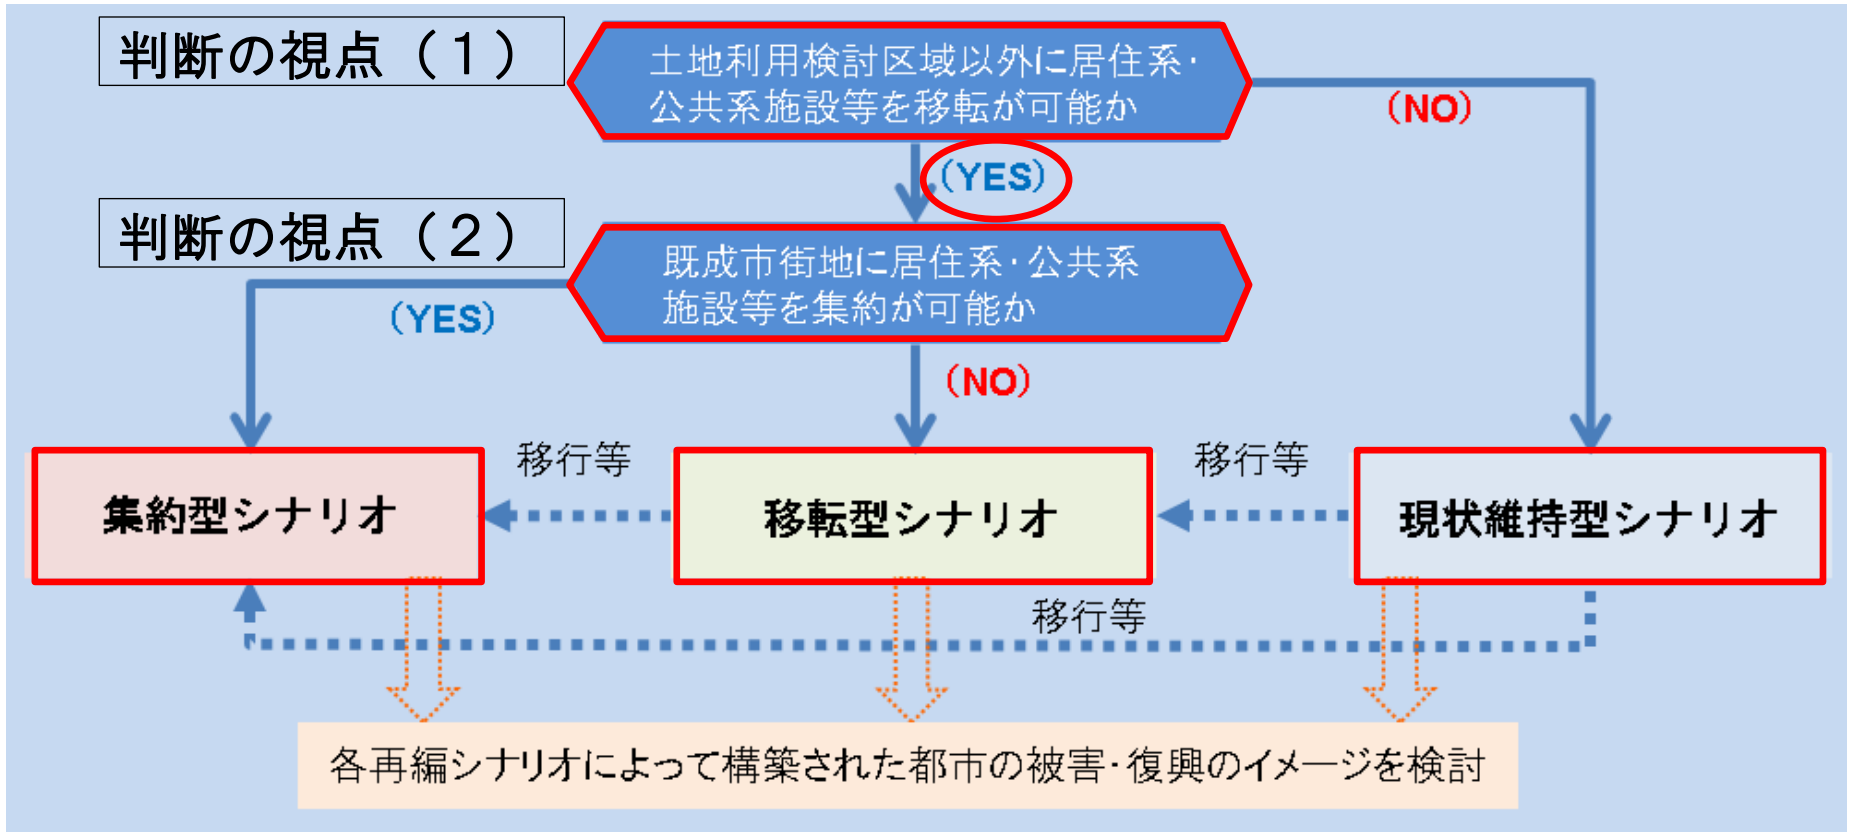 判断の視点（１）
土地利用検討区域以外に居住系・
公共系施設等を移転が可能か
（NO）
（YES）
判断の視点（２）
既成市街地に居住系・公共系
施設等を集約が可能か
（YES）
（NO）
移行等
移行等
集約型シナリオ
移転型シナリオ
現状維持型シナリオ
移行等
各再編シナリオによって構築された都市の被害・復興のイメージを検討